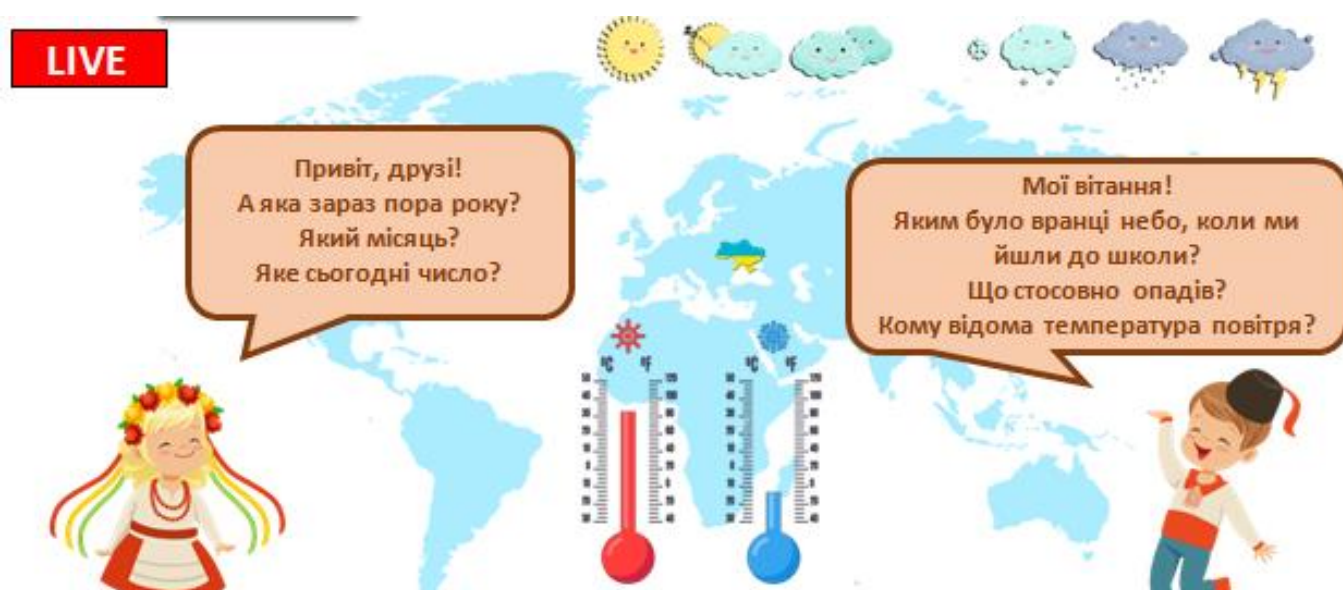 LIVE
Привіт, друзі!
А яка зараз пора року?
Який місяць?
Яке сьогодні число?
Мої вітання!
Яким було вранці небо, коли ми
йшли до школи?
Що стосовно опадів?
Кому відома температура повітря?
°C °F
°C °F